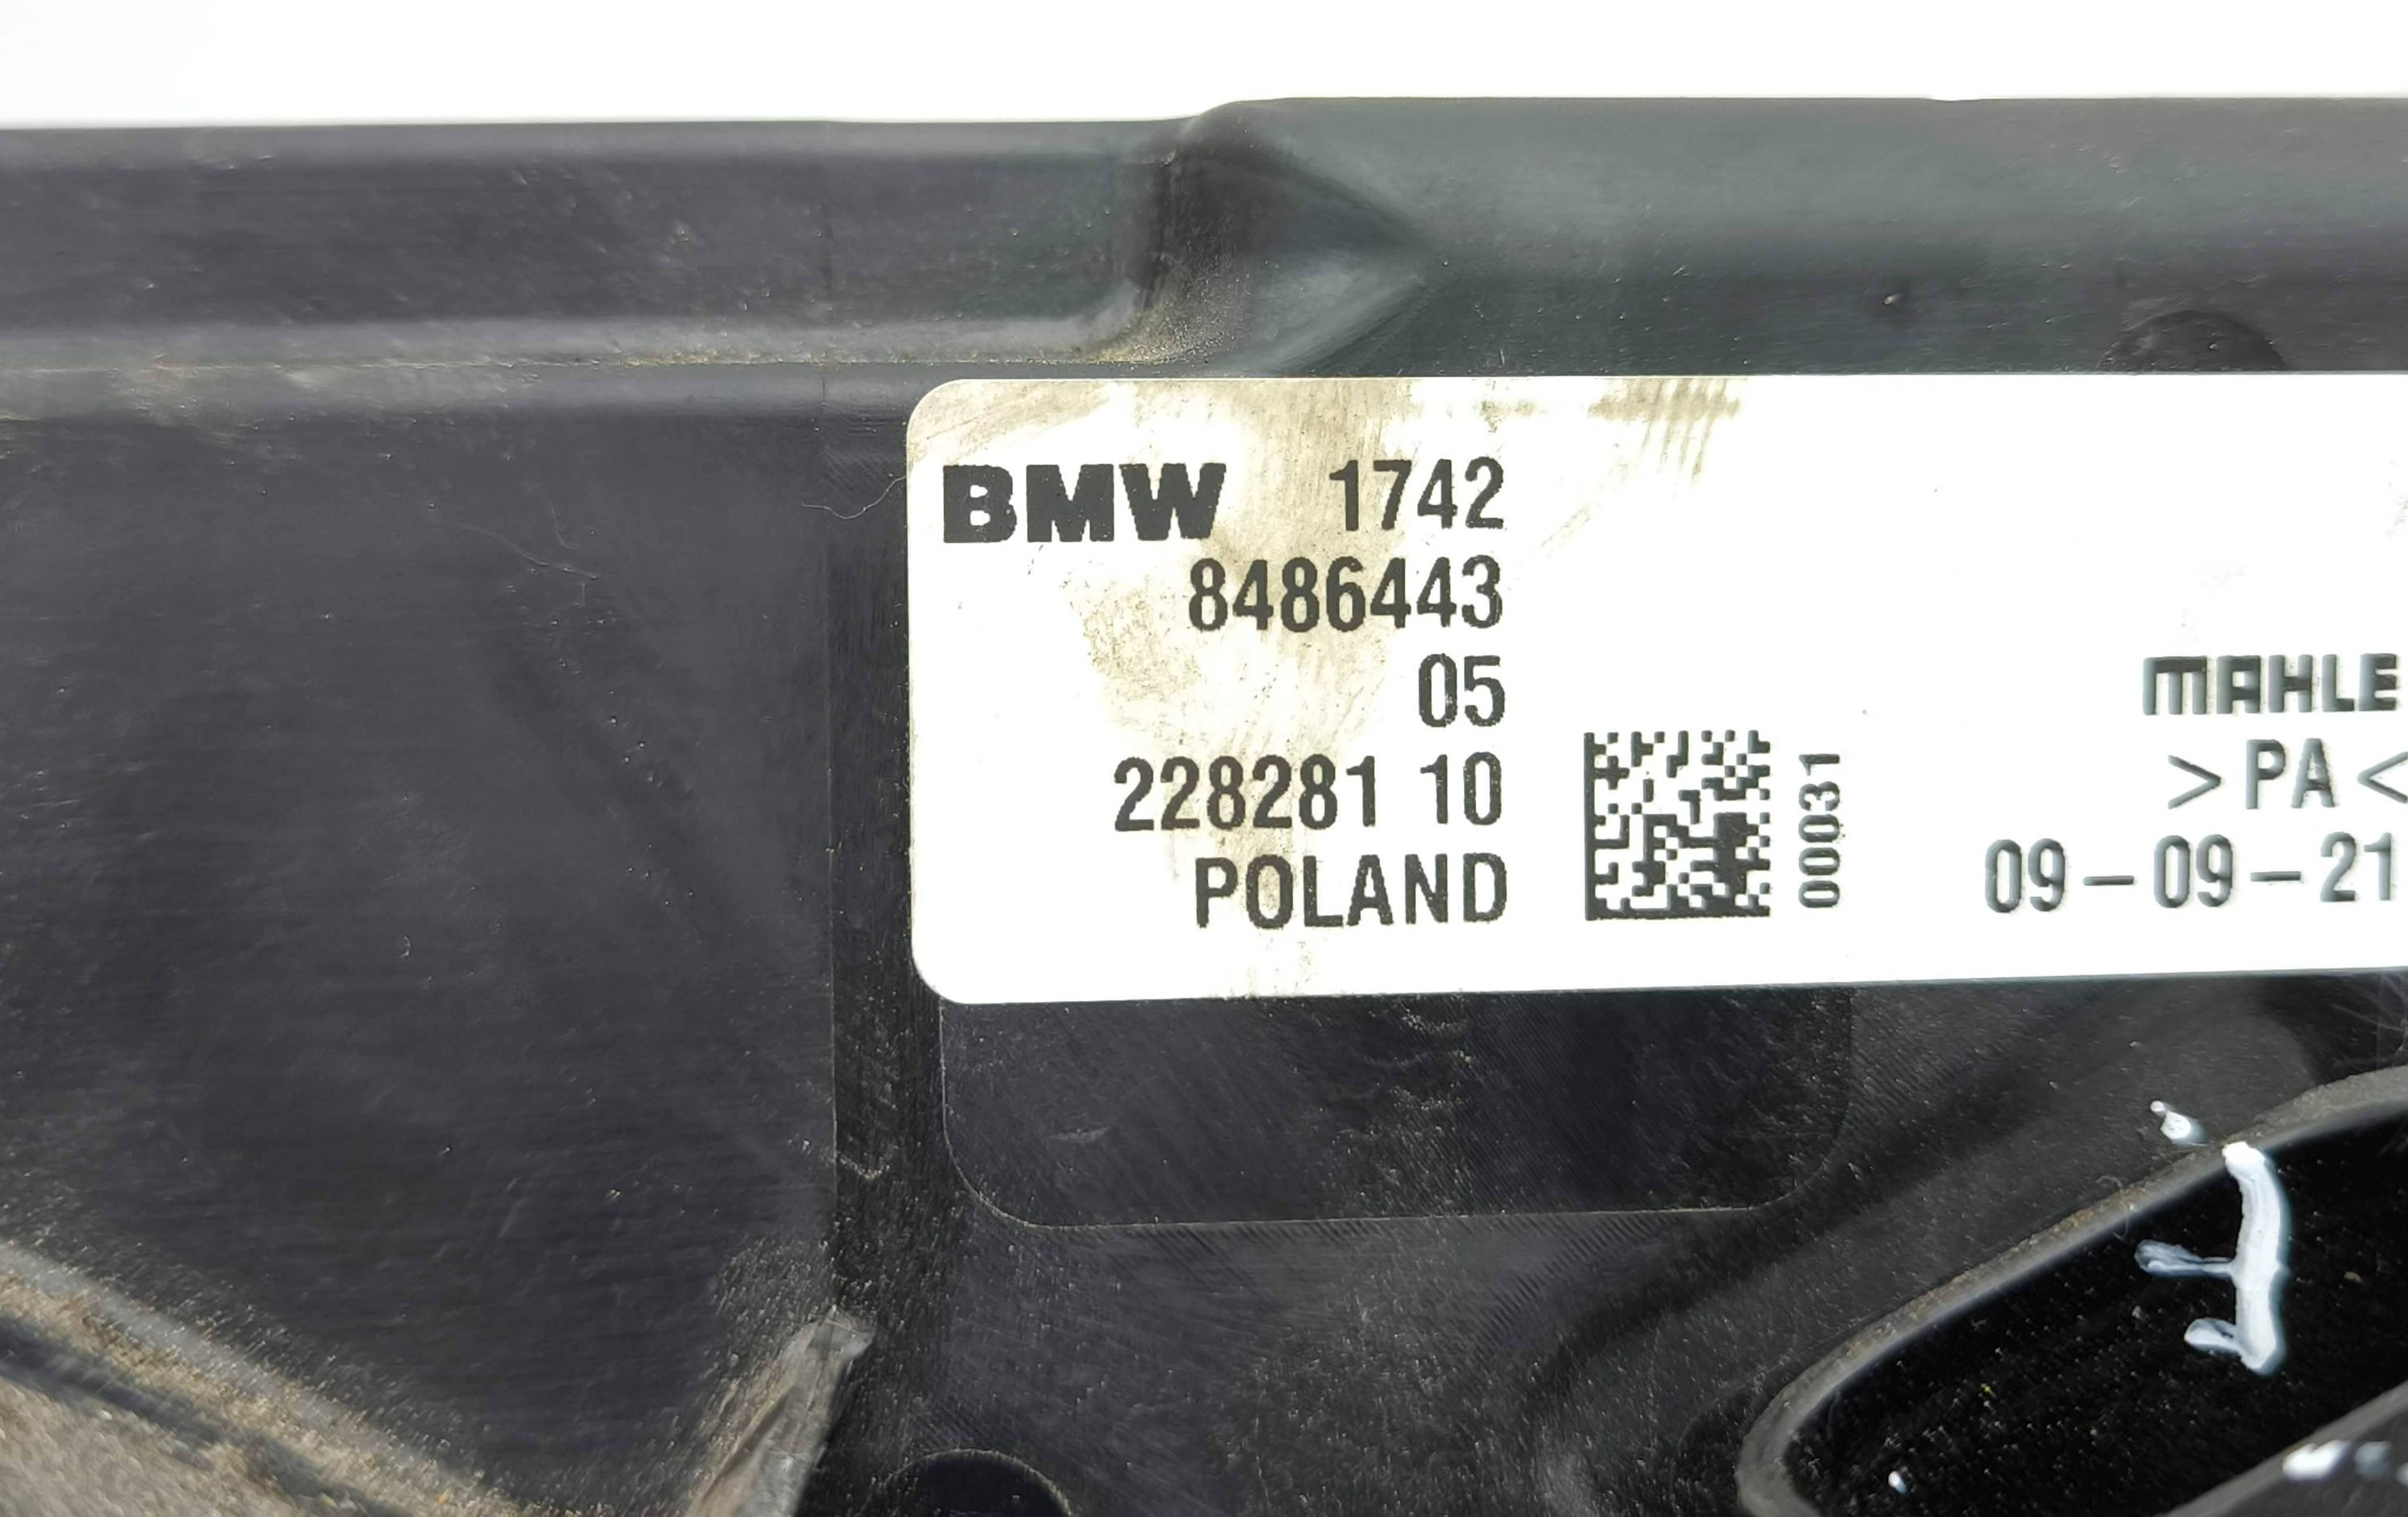 BMW 1742
8486443
05
228281 10
POLAND
00031
MAHLE
>PA<
09-09-21